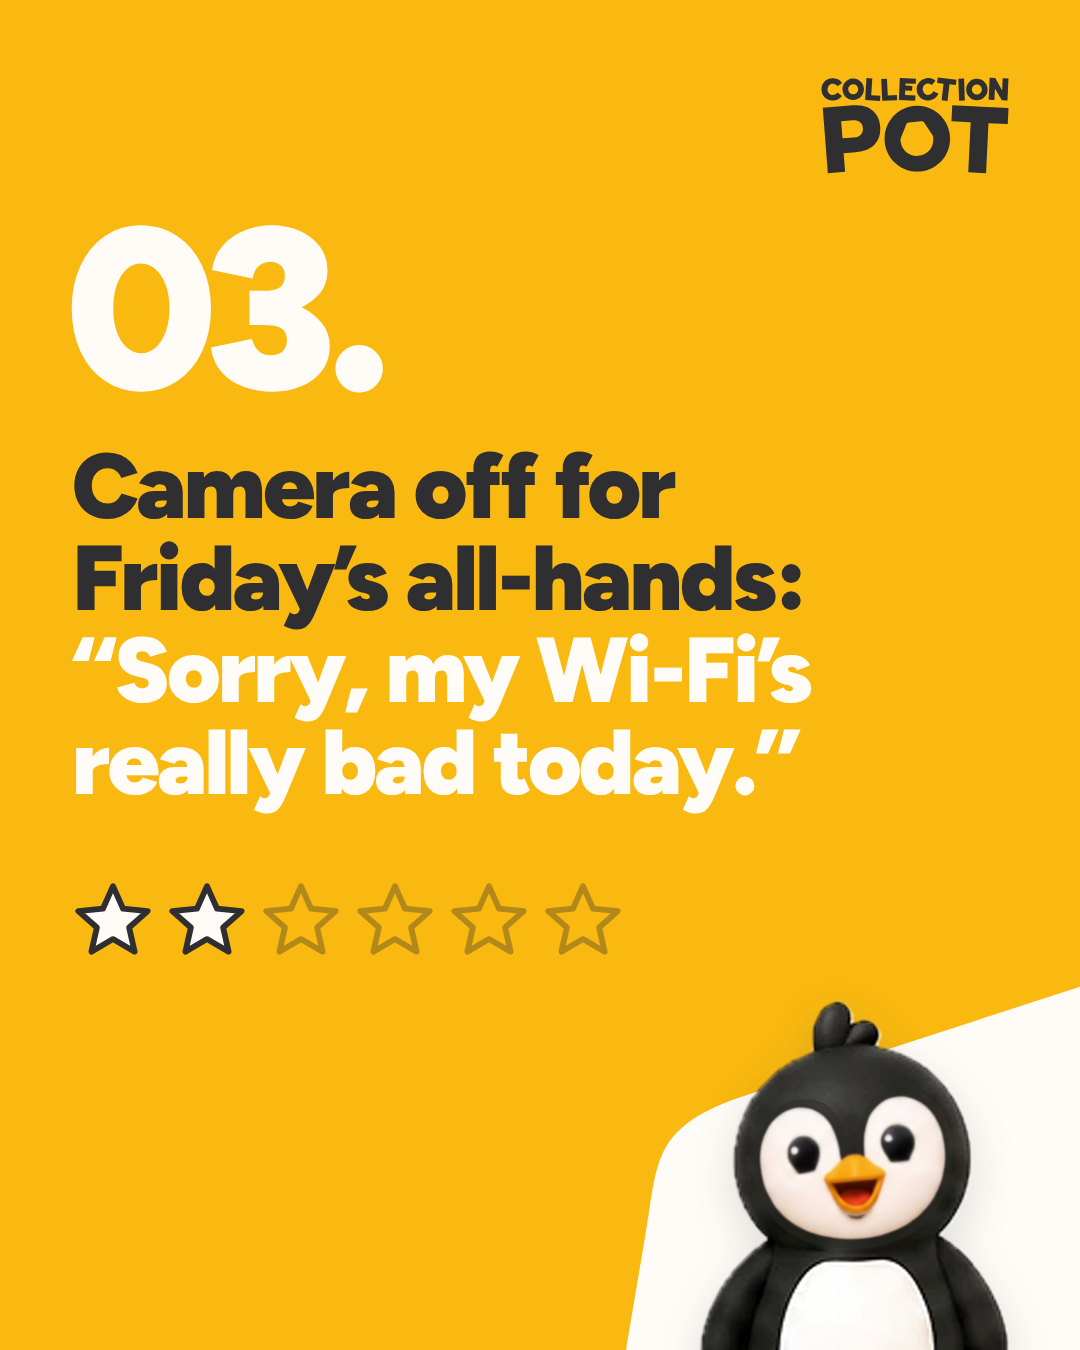 COLLECTION
POT
03.
Camera off for
Friday’s all-hands:
“Sorry, my Wi-Fi’s
really bad today.”